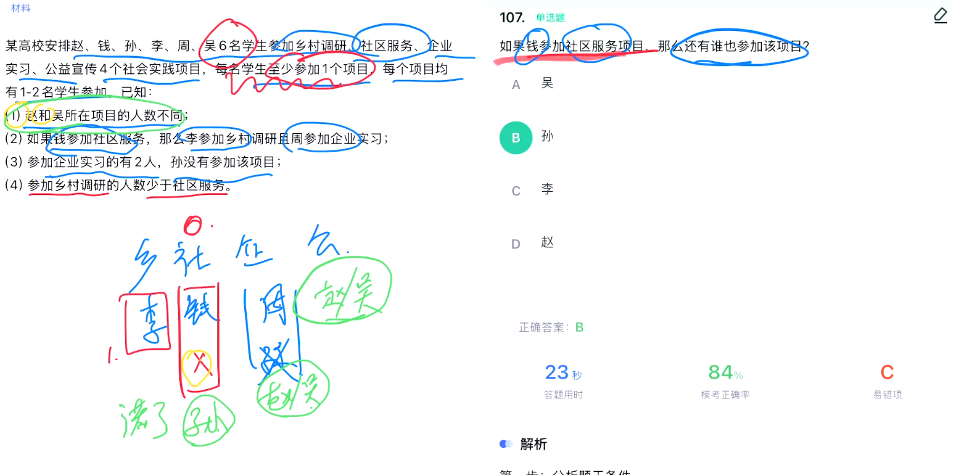 材料
某高校安排赵、钱、孙、李、周、吴6名学生参加乡村调研、社区服务、企业
实习、公益宣传4个社会实践项目，每名学生至少参加1个项目，每个项目均
有1-2名学生参加。已知：
(1) 赵和吴所在项目的人数不同；
(2) 如果钱参加社区服务，那么李参加乡村调研且周参加企业实习；
(3) 参加企业实习的有2人，孙没有参加该项目；
(4) 参加乡村调研的人数少于社区服务。
乡 社 企 公
李 钱 周 赵/吴
1.
赵/吴
孙
107. 单选题
如果钱参加社区服务项目，那么还有谁也参加该项目？
A 吴
B 孙
C 李
D 赵
正确答案： B
23秒 84% C
答题用时 模考正确率 易错项
解析